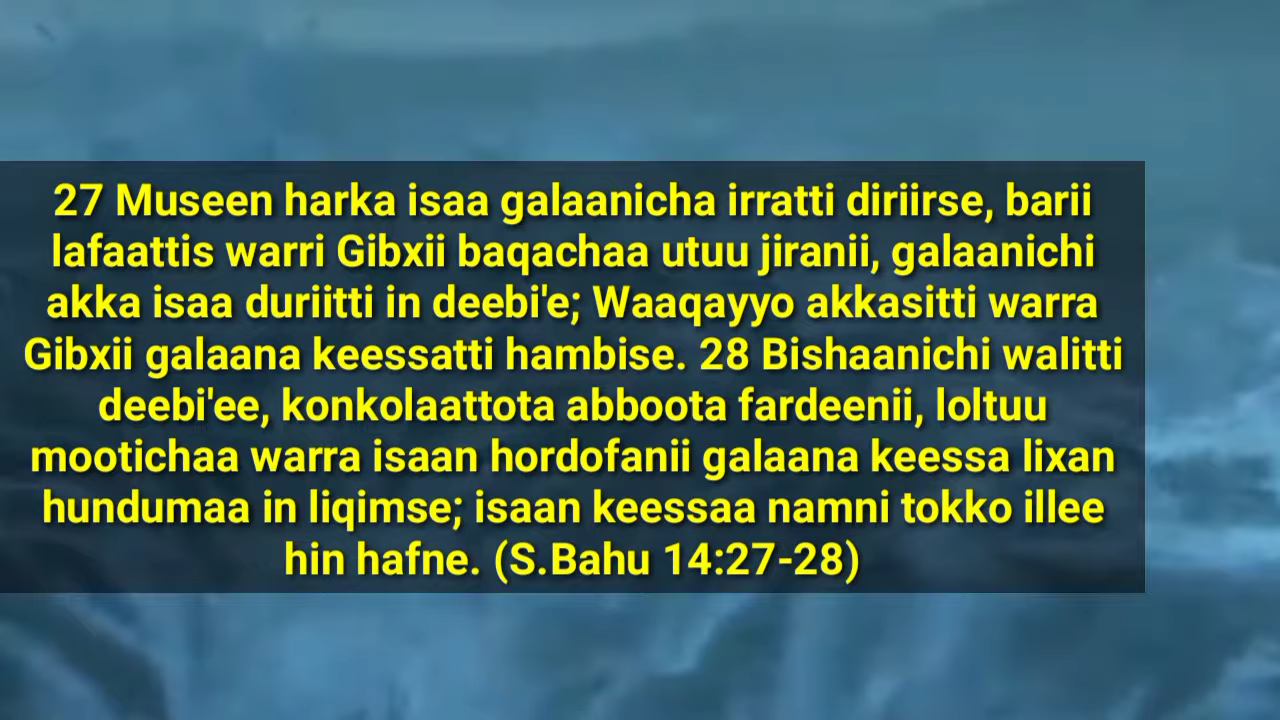 27 Museen harka isaa galaanicha irratti diriirse, barii
lafaattis warri Gibxii baqachaa utuu jiranii, galaanichi
akka isaa duriitti in deebi'e; Waaqayyo akkasitti warra
Gibxii galaana keessatti hambise. 28 Bishaanichi walitti
deebi'ee, konkolaattota abboota fardeenii, loltuu
mootichaa warra isaan hordofanii galaana keessa lixan
hundumaa in liqimse; isaan keessaa namni tokko illee
hin hafne. (S.Bahu 14:27-28)